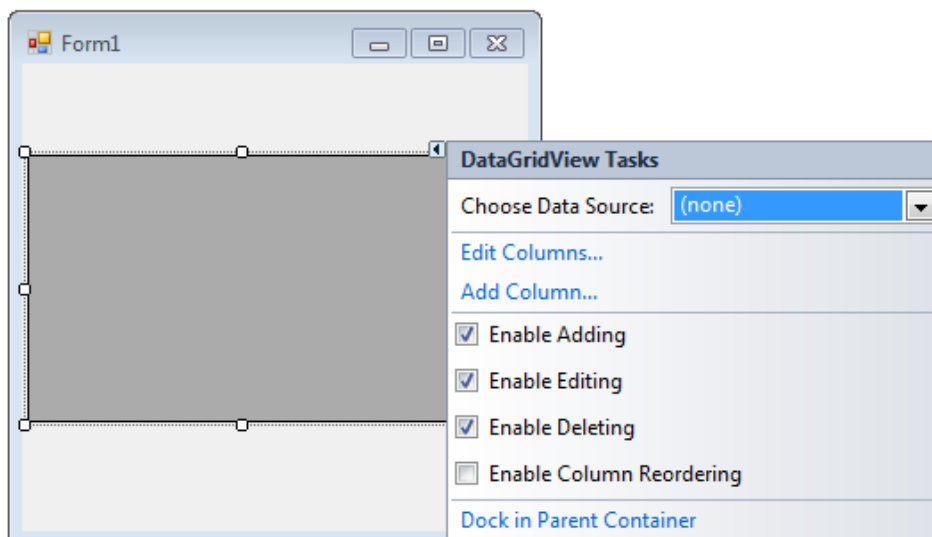 Form1
DataGridView Tasks
Choose Data Source: (none)
Edit Columns...
Add Column...
Enable Adding
Enable Editing
Enable Deleting
Enable Column Reordering
Dock in Parent Container